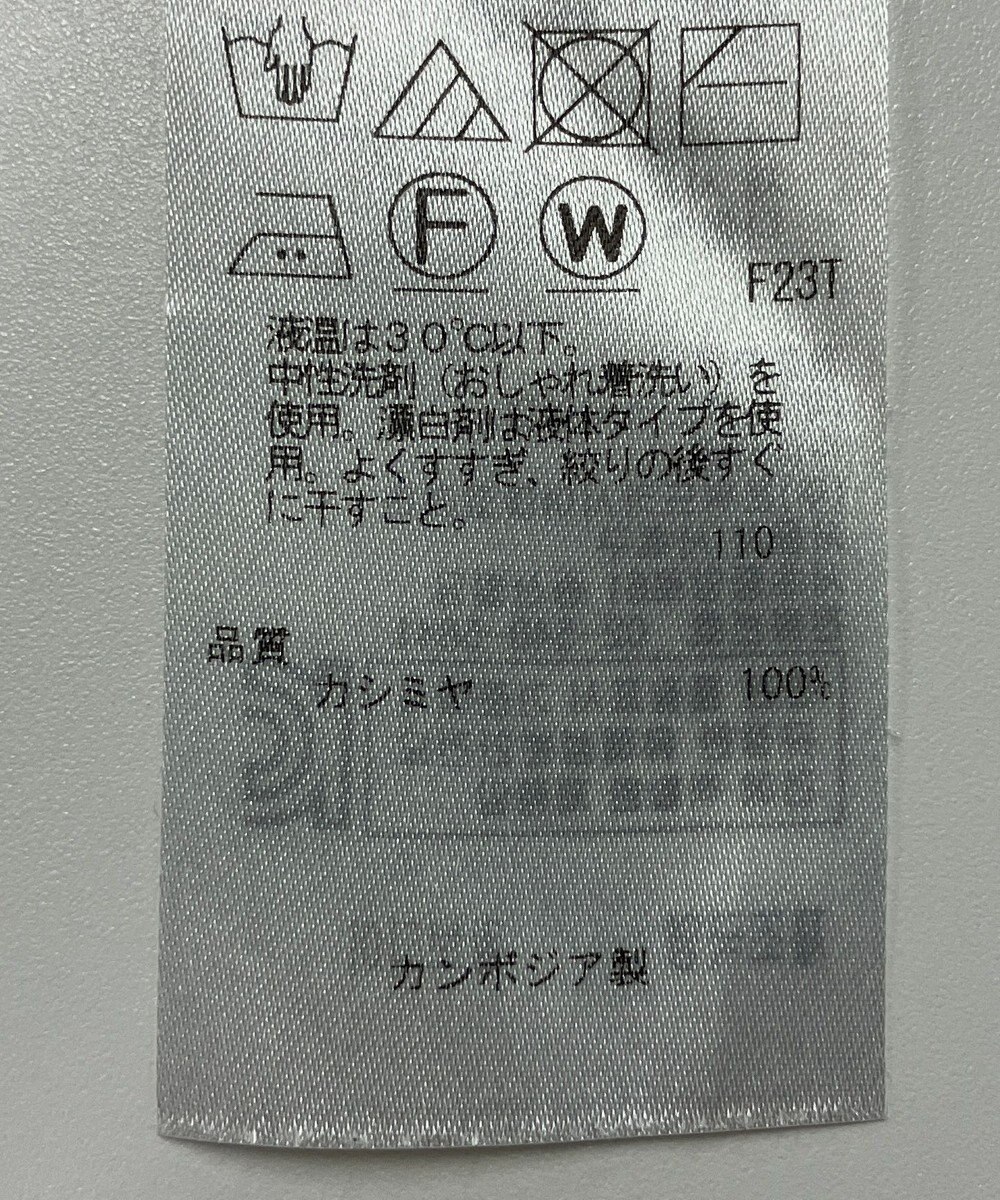 F
W
F23T
液温は30℃以下。
中性洗剤(おしゃれ着洗い)を
使用。漂白剤は液体タイプを使
用。よくすすぎ、絞りの後すぐ
に干すこと。
110
品質
カシミヤ 100%
カンボジア製